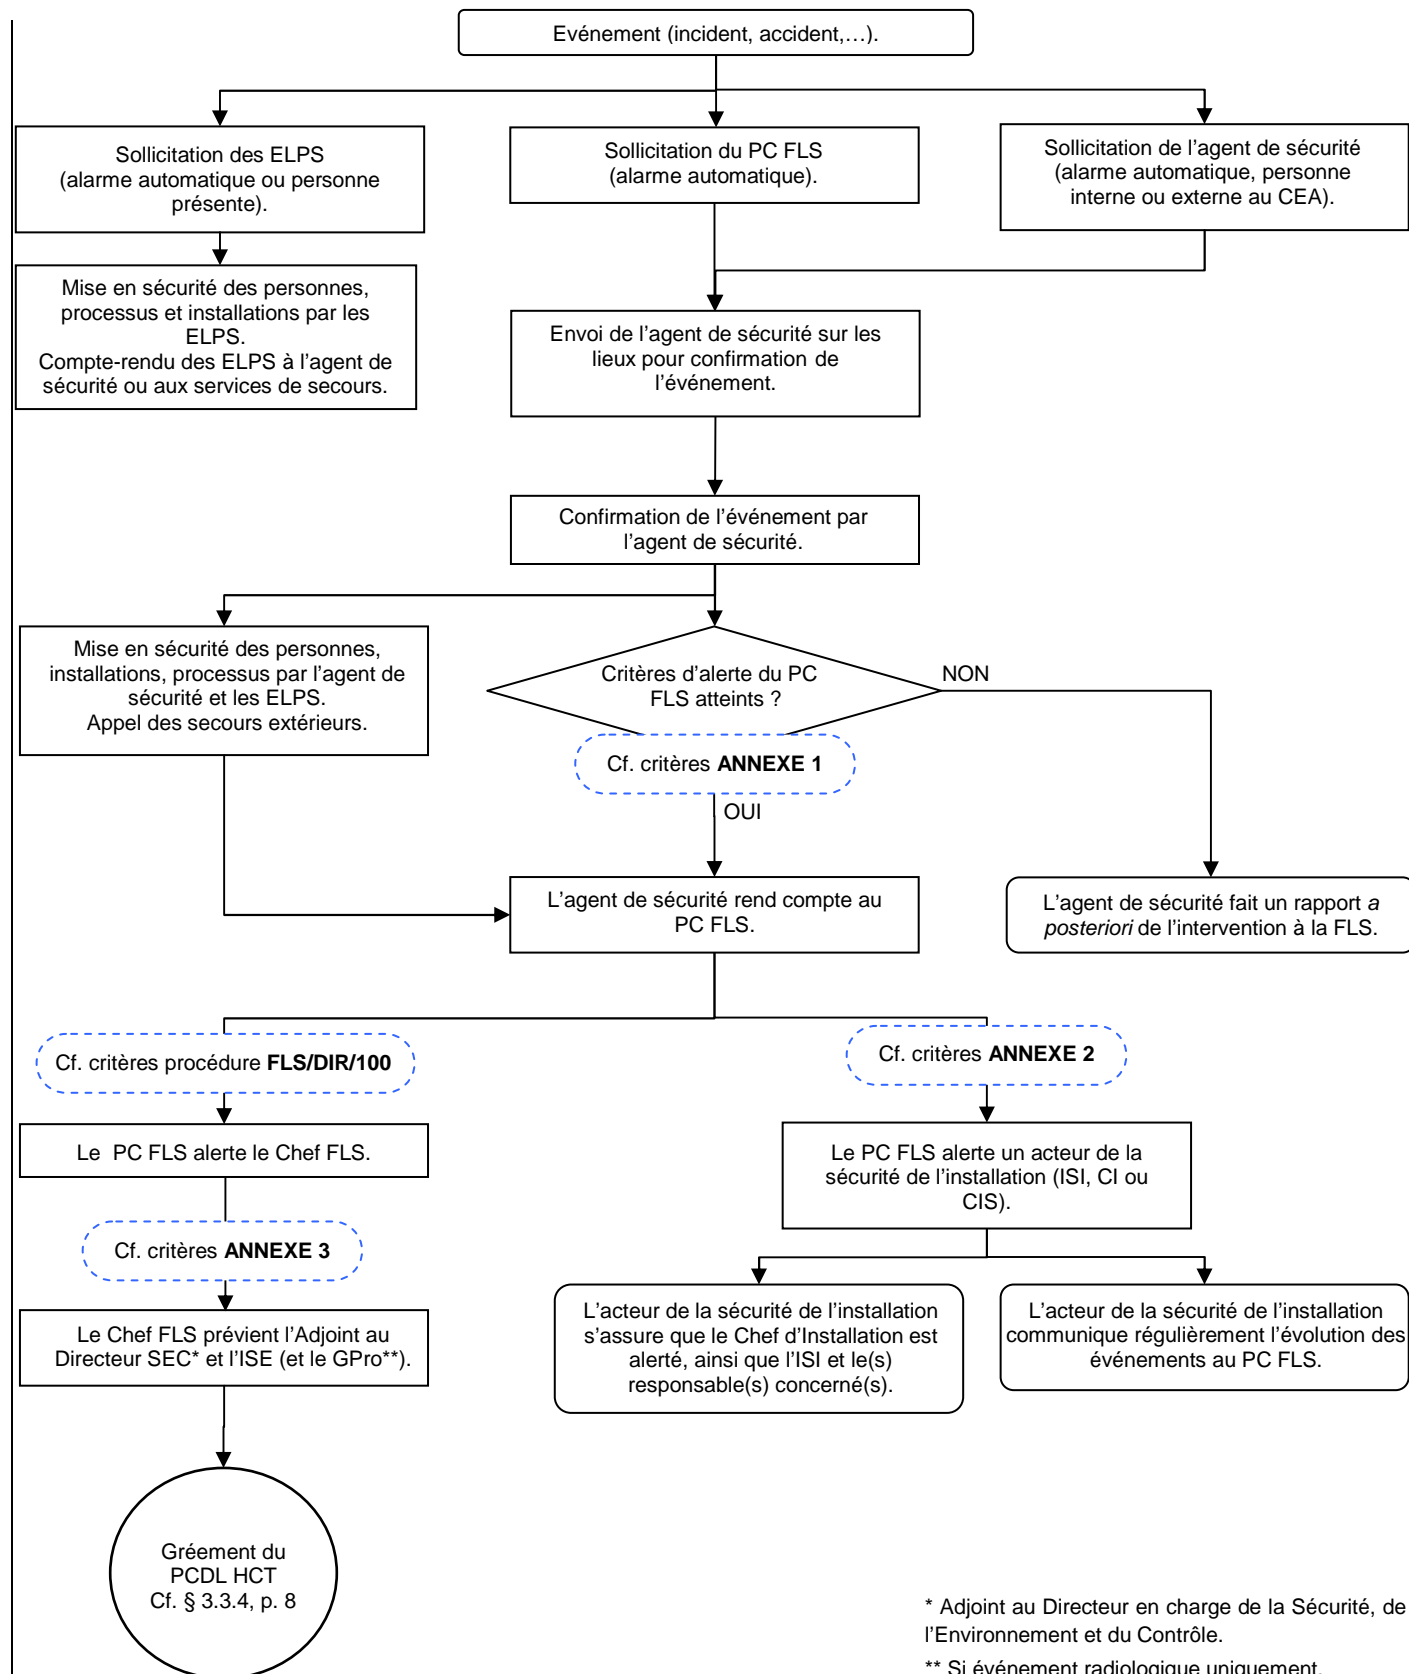 Evénement (incident, accident,…).
Sollicitation des ELPS
(alarme automatique ou personne
présente).
Sollicitation du PC FLS
(alarme automatique).
Sollicitation de l’agent de sécurité
(alarme automatique, personne
interne ou externe au CEA).
Mise en sécurité des personnes,
processus et installations par les
ELPS.
Compte-rendu des ELPS à l’agent de
sécurité ou aux services de secours.
Envoi de l’agent de sécurité sur les
lieux pour confirmation de
l’événement.
Confirmation de l’événement par
l’agent de sécurité.
Mise en sécurité des personnes,
installations, processus par l’agent de
sécurité et les ELPS.
Appel des secours extérieurs.
Critères d’alerte du PC
FLS atteints ?
NON
Cf. critères ANNEXE 1
OUI
L’agent de sécurité rend compte au
PC FLS.
L’agent de sécurité fait un rapport a
posteriori de l’intervention à la FLS.
Cf. critères procédure FLS/DIR/100
Cf. critères ANNEXE 2
Le PC FLS alerte le Chef FLS.
Le PC FLS alerte un acteur de la
sécurité de l’installation (ISI, CI ou
CIS).
Cf. critères ANNEXE 3
Le Chef FLS prévient l’Adjoint au
Directeur SEC* et l’ISE (et le GPro**).
L’acteur de la sécurité de l’installation
s’assure que le Chef d’Installation est
alerté, ainsi que l’ISI et le(s)
responsable(s) concerné(s).
L’acteur de la sécurité de l’installation
communique régulièrement l’évolution des
événements au PC FLS.
Gréement du
PCDL HCT
Cf. § 3.3.4, p. 8
* Adjoint au Directeur en charge de la Sécurité, de
l’Environnement et du Contrôle.
** Si événement radiologique uniquement.